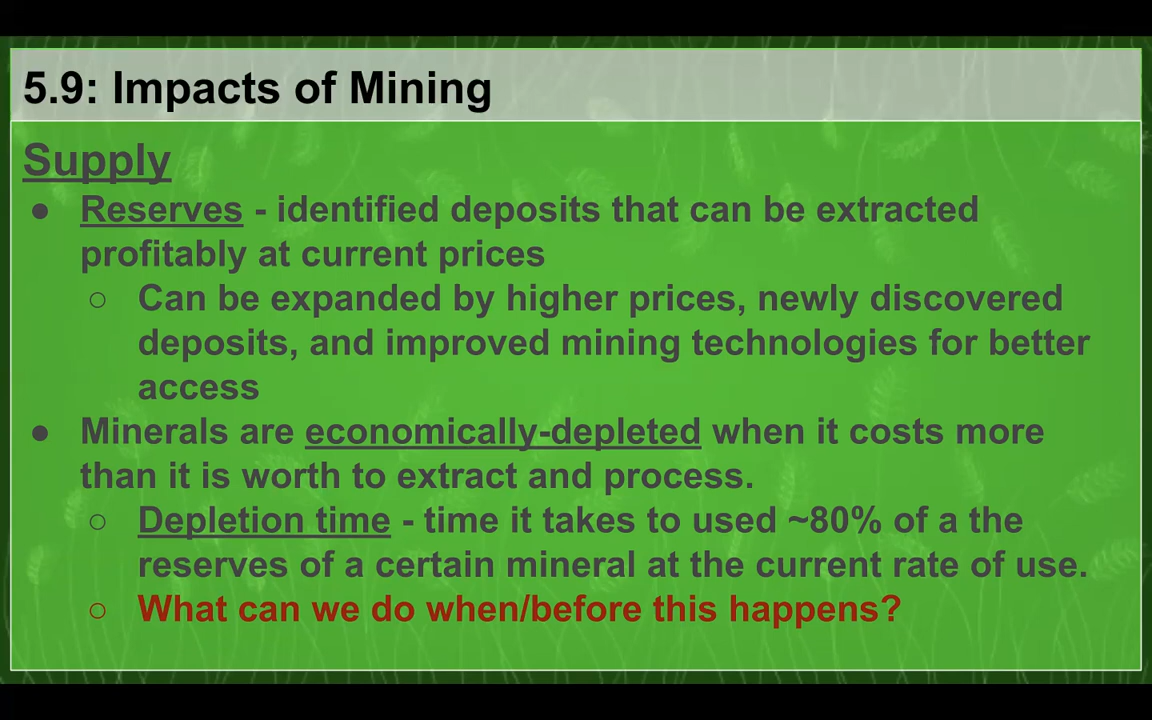 5.9: Impacts of Mining
Supply
● Reserves - identified deposits that can be extracted
profitably at current prices
○ Can be expanded by higher prices, newly discovered
deposits, and improved mining technologies for better
access
● Minerals are economically-depleted when it costs more
than it is worth to extract and process.
○ Depletion time - time it takes to used ~80% of a the
reserves of a certain mineral at the current rate of use.
○ What can we do when/before this happens?